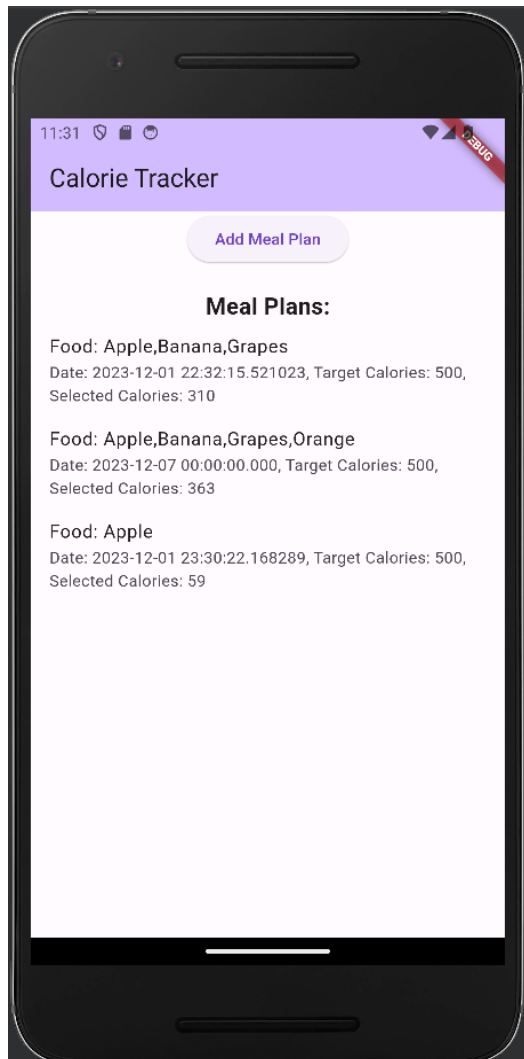 11:31
DEBUG
Calorie Tracker
Add Meal Plan
Meal Plans:
Food: Apple,Banana,Grapes
Date: 2023-12-01 22:32:15.521023, Target Calories: 500,
Selected Calories: 310
Food: Apple,Banana,Grapes,Orange
Date: 2023-12-07 00:00:00.000, Target Calories: 500,
Selected Calories: 363
Food: Apple
Date: 2023-12-01 23:30:22.168289, Target Calories: 500,
Selected Calories: 59